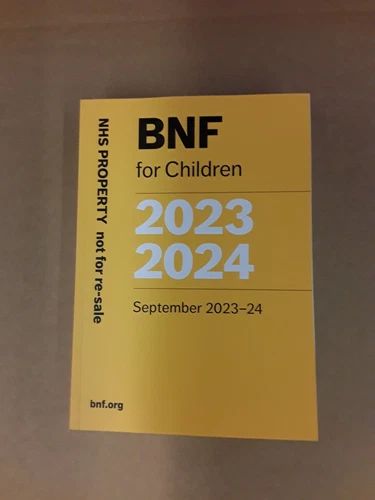 BNF
for Children
2023
2024
September 2023–24
NHS PROPERTY not for re-sale
bnf.org